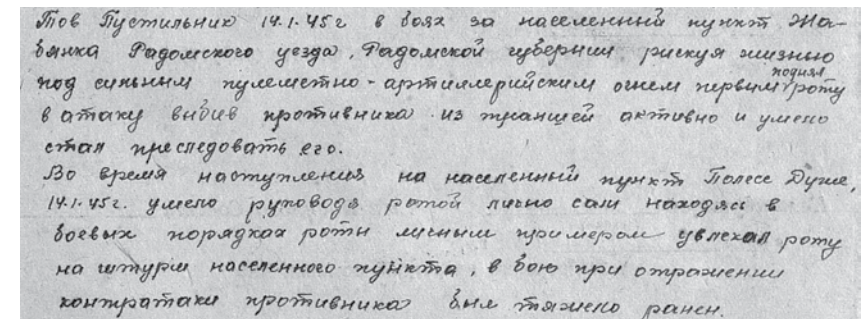 Тов Пустильник 14.1.45г в боях за населенный пункт Жа-
бянка Радомского уезда, Радомской губернии рискуя жизнью
под сильным пулеметно-артиллерийским огнем первым поднял роту
в атаку выбив противника из траншей активно и умело
стал преследовать его.
Во время наступления на населенный пункт Полесе Дуже,
14.1.45г. умело руководя ротой лично сам находясь в
боевых порядках роты личным примером увлекал роту
на штурм населенного пункта, в бою при отражении
контратаки противника был тяжело ранен.